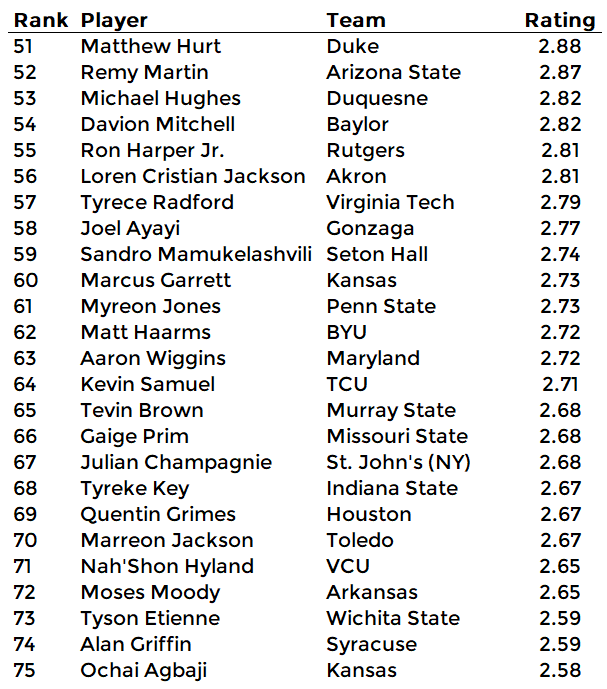 Rank Player Team Rating
51 Matthew Hurt Duke 2.88
52 Remy Martin Arizona State 2.87
53 Michael Hughes Duquesne 2.82
54 Davion Mitchell Baylor 2.82
55 Ron Harper Jr. Rutgers 2.81
56 Loren Cristian Jackson Akron 2.81
57 Tyrece Radford Virginia Tech 2.79
58 Joel Ayayi Gonzaga 2.77
59 Sandro Mamukelashvili Seton Hall 2.74
60 Marcus Garrett Kansas 2.73
61 Myreon Jones Penn State 2.73
62 Matt Haarms BYU 2.72
63 Aaron Wiggins Maryland 2.72
64 Kevin Samuel TCU 2.71
65 Tevin Brown Murray State 2.68
66 Gaige Prim Missouri State 2.68
67 Julian Champagnie St. John's (NY) 2.68
68 Tyreke Key Indiana State 2.67
69 Quentin Grimes Houston 2.67
70 Marreon Jackson Toledo 2.67
71 Nah'Shon Hyland VCU 2.65
72 Moses Moody Arkansas 2.65
73 Tyson Etienne Wichita State 2.59
74 Alan Griffin Syracuse 2.59
75 Ochai Agbaji Kansas 2.58